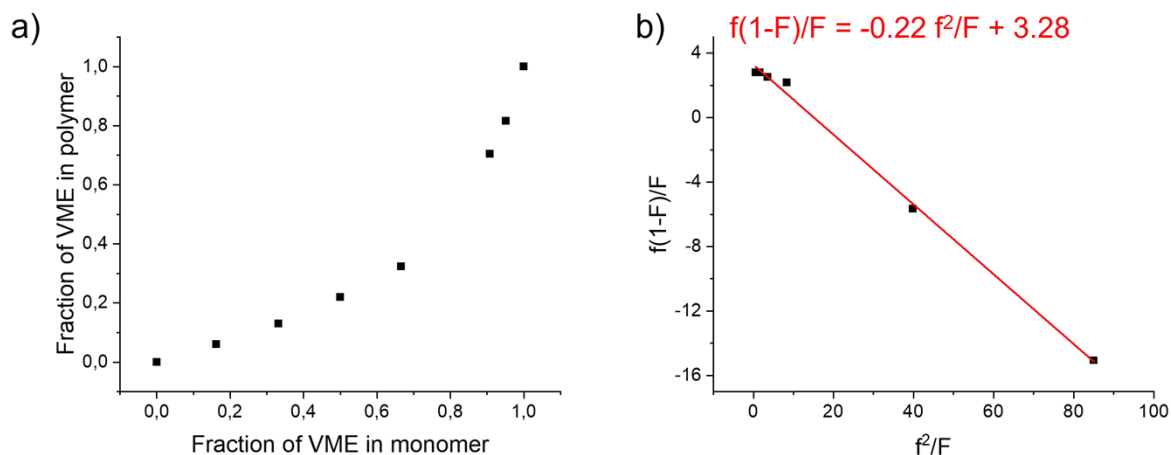 a)
Fraction of VME in polymer
1,0
0,8
0,6
0,4
0,2
0,0
0,0 0,2 0,4 0,6 0,8 1,0
Fraction of VME in monomer
b)
f(1-F)/F = -0.22 f²/F + 3.28
f(1-F)/F
4
0
-4
-8
-12
-16
0 20 40 60 80 100
f²/F